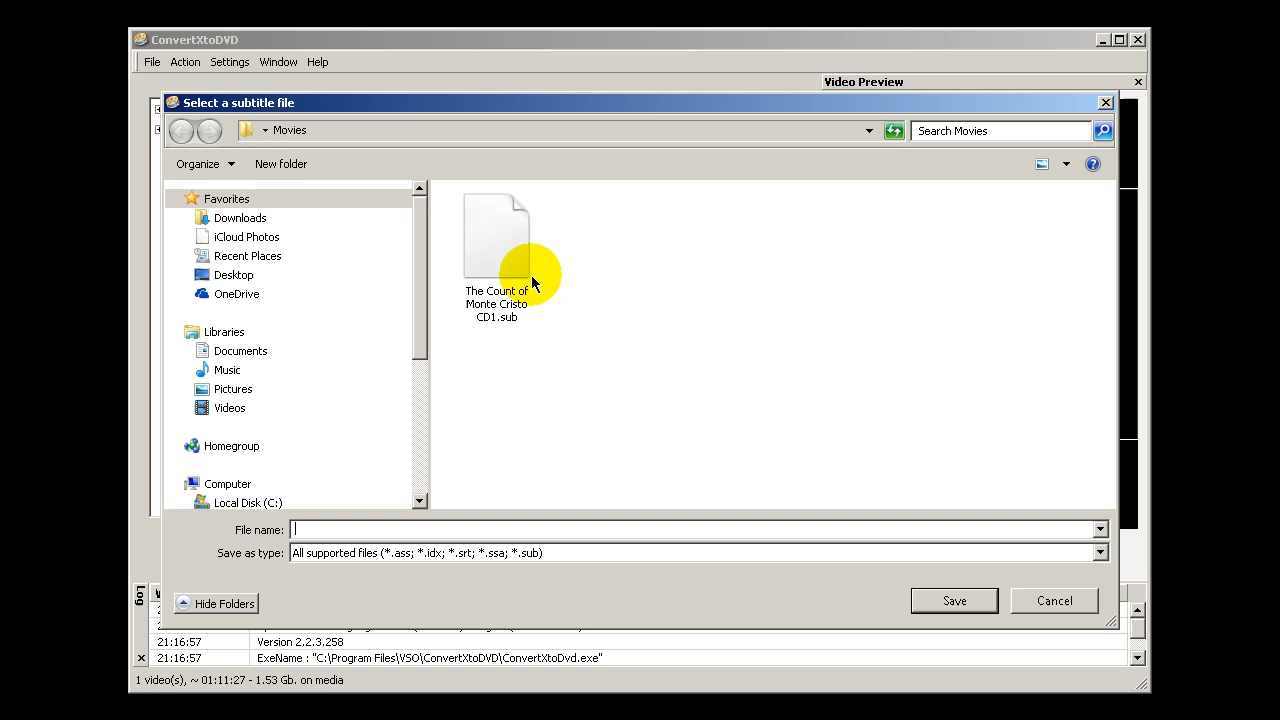 ConvertXtoDVD
File Action Settings Window Help
Video Preview
Select a subtitle file
Movies
Search Movies
Organize New folder
Favorites
Downloads
iCloud Photos
Recent Places
Desktop
OneDrive
Libraries
Documents
Music
Pictures
Videos
Homegroup
Computer
Local Disk (C:)
The Count of
Monte Cristo
CD1.sub
File name:
Save as type: All supported files (*.ass; *.idx; *.srt; *.ssa; *.sub)
Hide Folders Save Cancel
Log
21:16:57 Version 2.2.3.258
21:16:57 ExeName : "C:\Program Files\VSO\ConvertXtoDVD\ConvertXtoDvd.exe"
1 video(s), ~ 01:11:27 - 1.53 Gb. on media